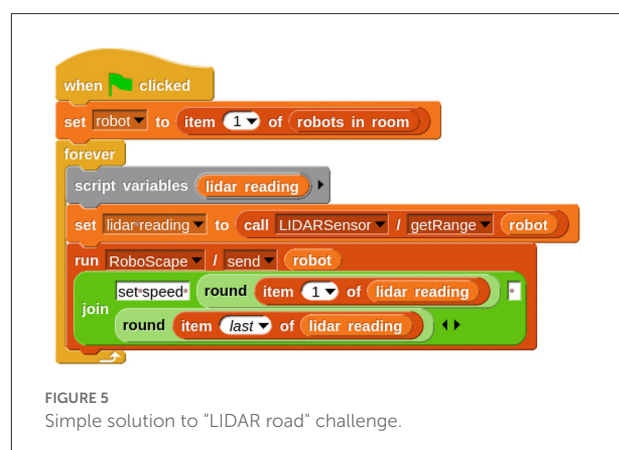 when clicked
set robot to item 1 of robots in room
forever
script variables lidar reading
set lidar reading to call LIDARSensor / getRange robot
run RoboScape / send robot
join set speed round item 1 of lidar reading
round item last of lidar reading
FIGURE 5
Simple solution to "LIDAR road" challenge.